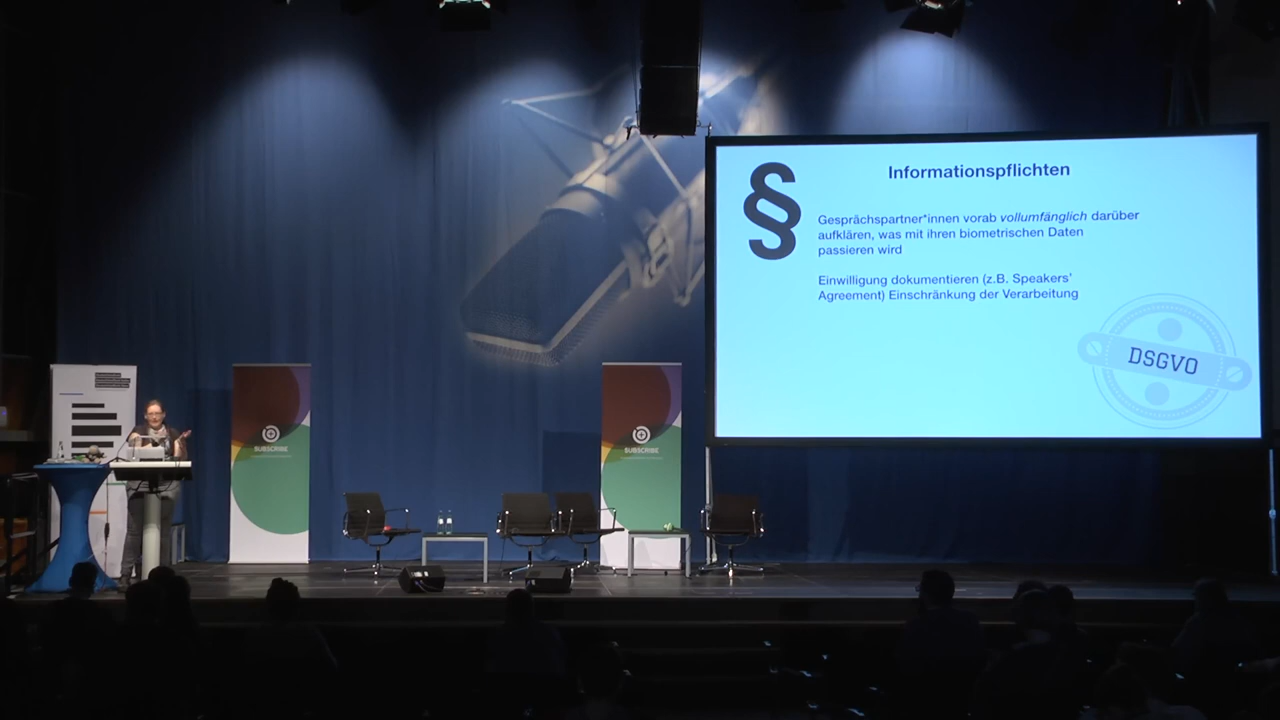 Informationspflichten
§
Gesprächspartner*innen vorab vollumfänglich darüber
aufklären, was mit ihren biometrischen Daten
passieren wird
Einwilligung dokumentieren (z.B. Speakers'
Agreement) Einschränkung der Verarbeitung
DSGVO
SUBSCRIBE
SUBSCRIBE